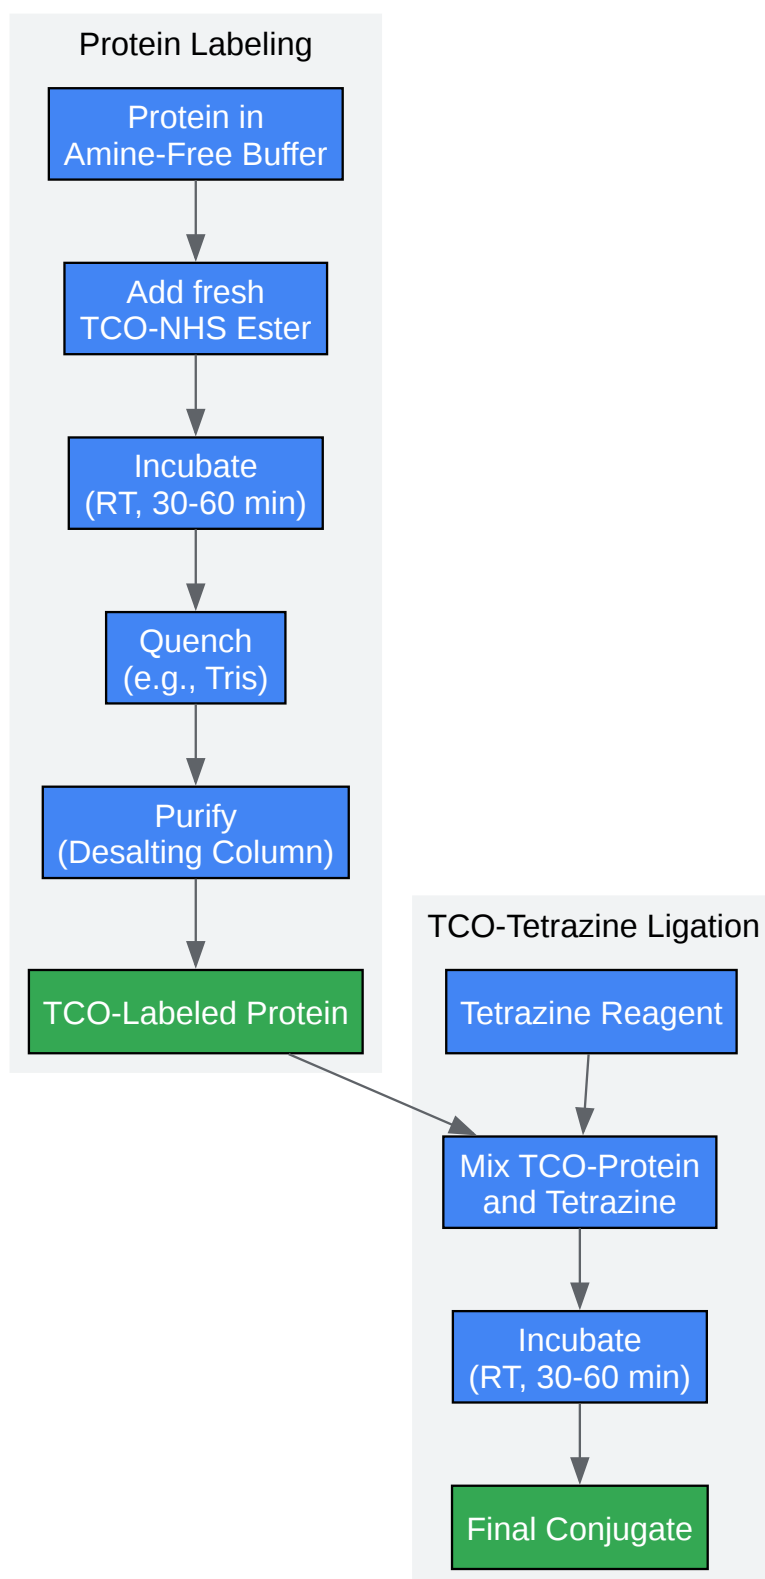 Protein Labeling
Protein in
Amine-Free Buffer
Add fresh
TCO-NHS Ester
Incubate
(RT, 30-60 min)
Quench
(e.g., Tris)
Purify
(Desalting Column)
TCO-Labeled Protein
TCO-Tetrazine Ligation
Tetrazine Reagent
Mix TCO-Protein
and Tetrazine
Incubate
(RT, 30-60 min)
Final Conjugate